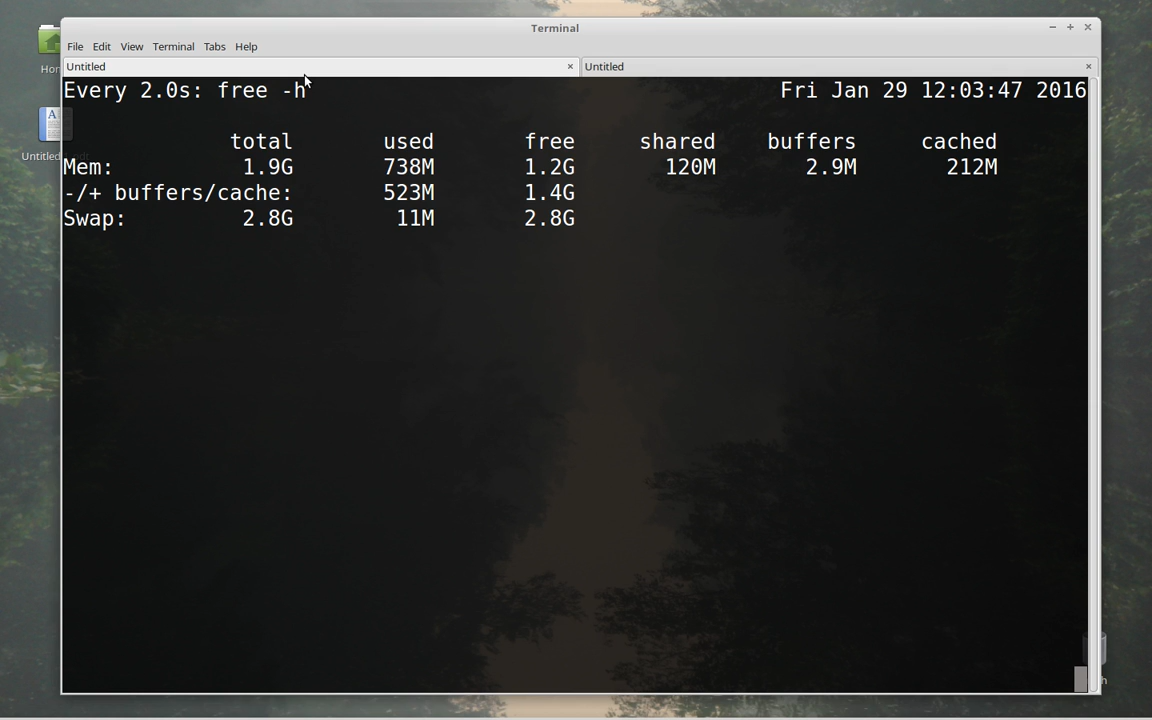 Terminal
File Edit View Terminal Tabs Help
Untitled Untitled
Every 2.0s: free -h Fri Jan 29 12:03:47 2016
total used free shared buffers cached
Mem: 1.9G 738M 1.2G 120M 2.9M 212M
-/+ buffers/cache: 523M 1.4G
Swap: 2.8G 11M 2.8G
Untitled